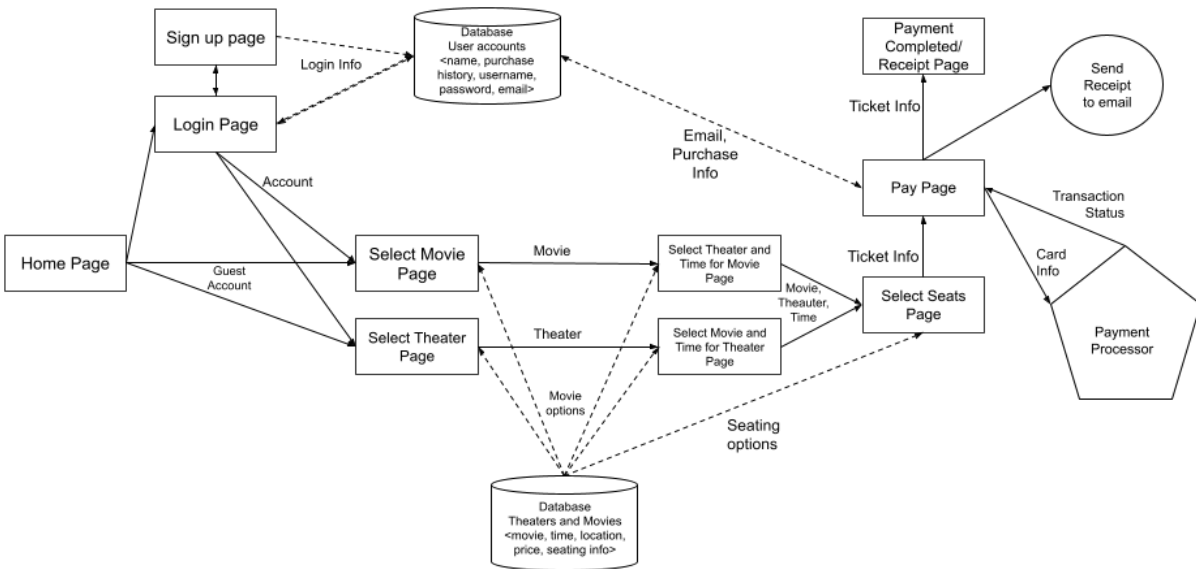 Sign up page
Login Info
Database
User accounts
<name, purchase
history, username,
password, email>
Payment
Completed/
Receipt Page
Send
Receipt
to email
Login Page
Ticket Info
Email,
Purchase
Info
Account
Pay Page
Transaction
Status
Home Page
Guest
Account
Select Movie
Page
Movie
Select Theater and
Time for Movie
Page
Movie,
Theauter,
Time
Ticket Info
Card
Info
Select Seats
Page
Select Theater
Page
Theater
Select Movie and
Time for Theater
Page
Payment
Processor
Movie
options
Seating
options
Database
Theaters and Movies
<movie, time, location,
price, seating info>